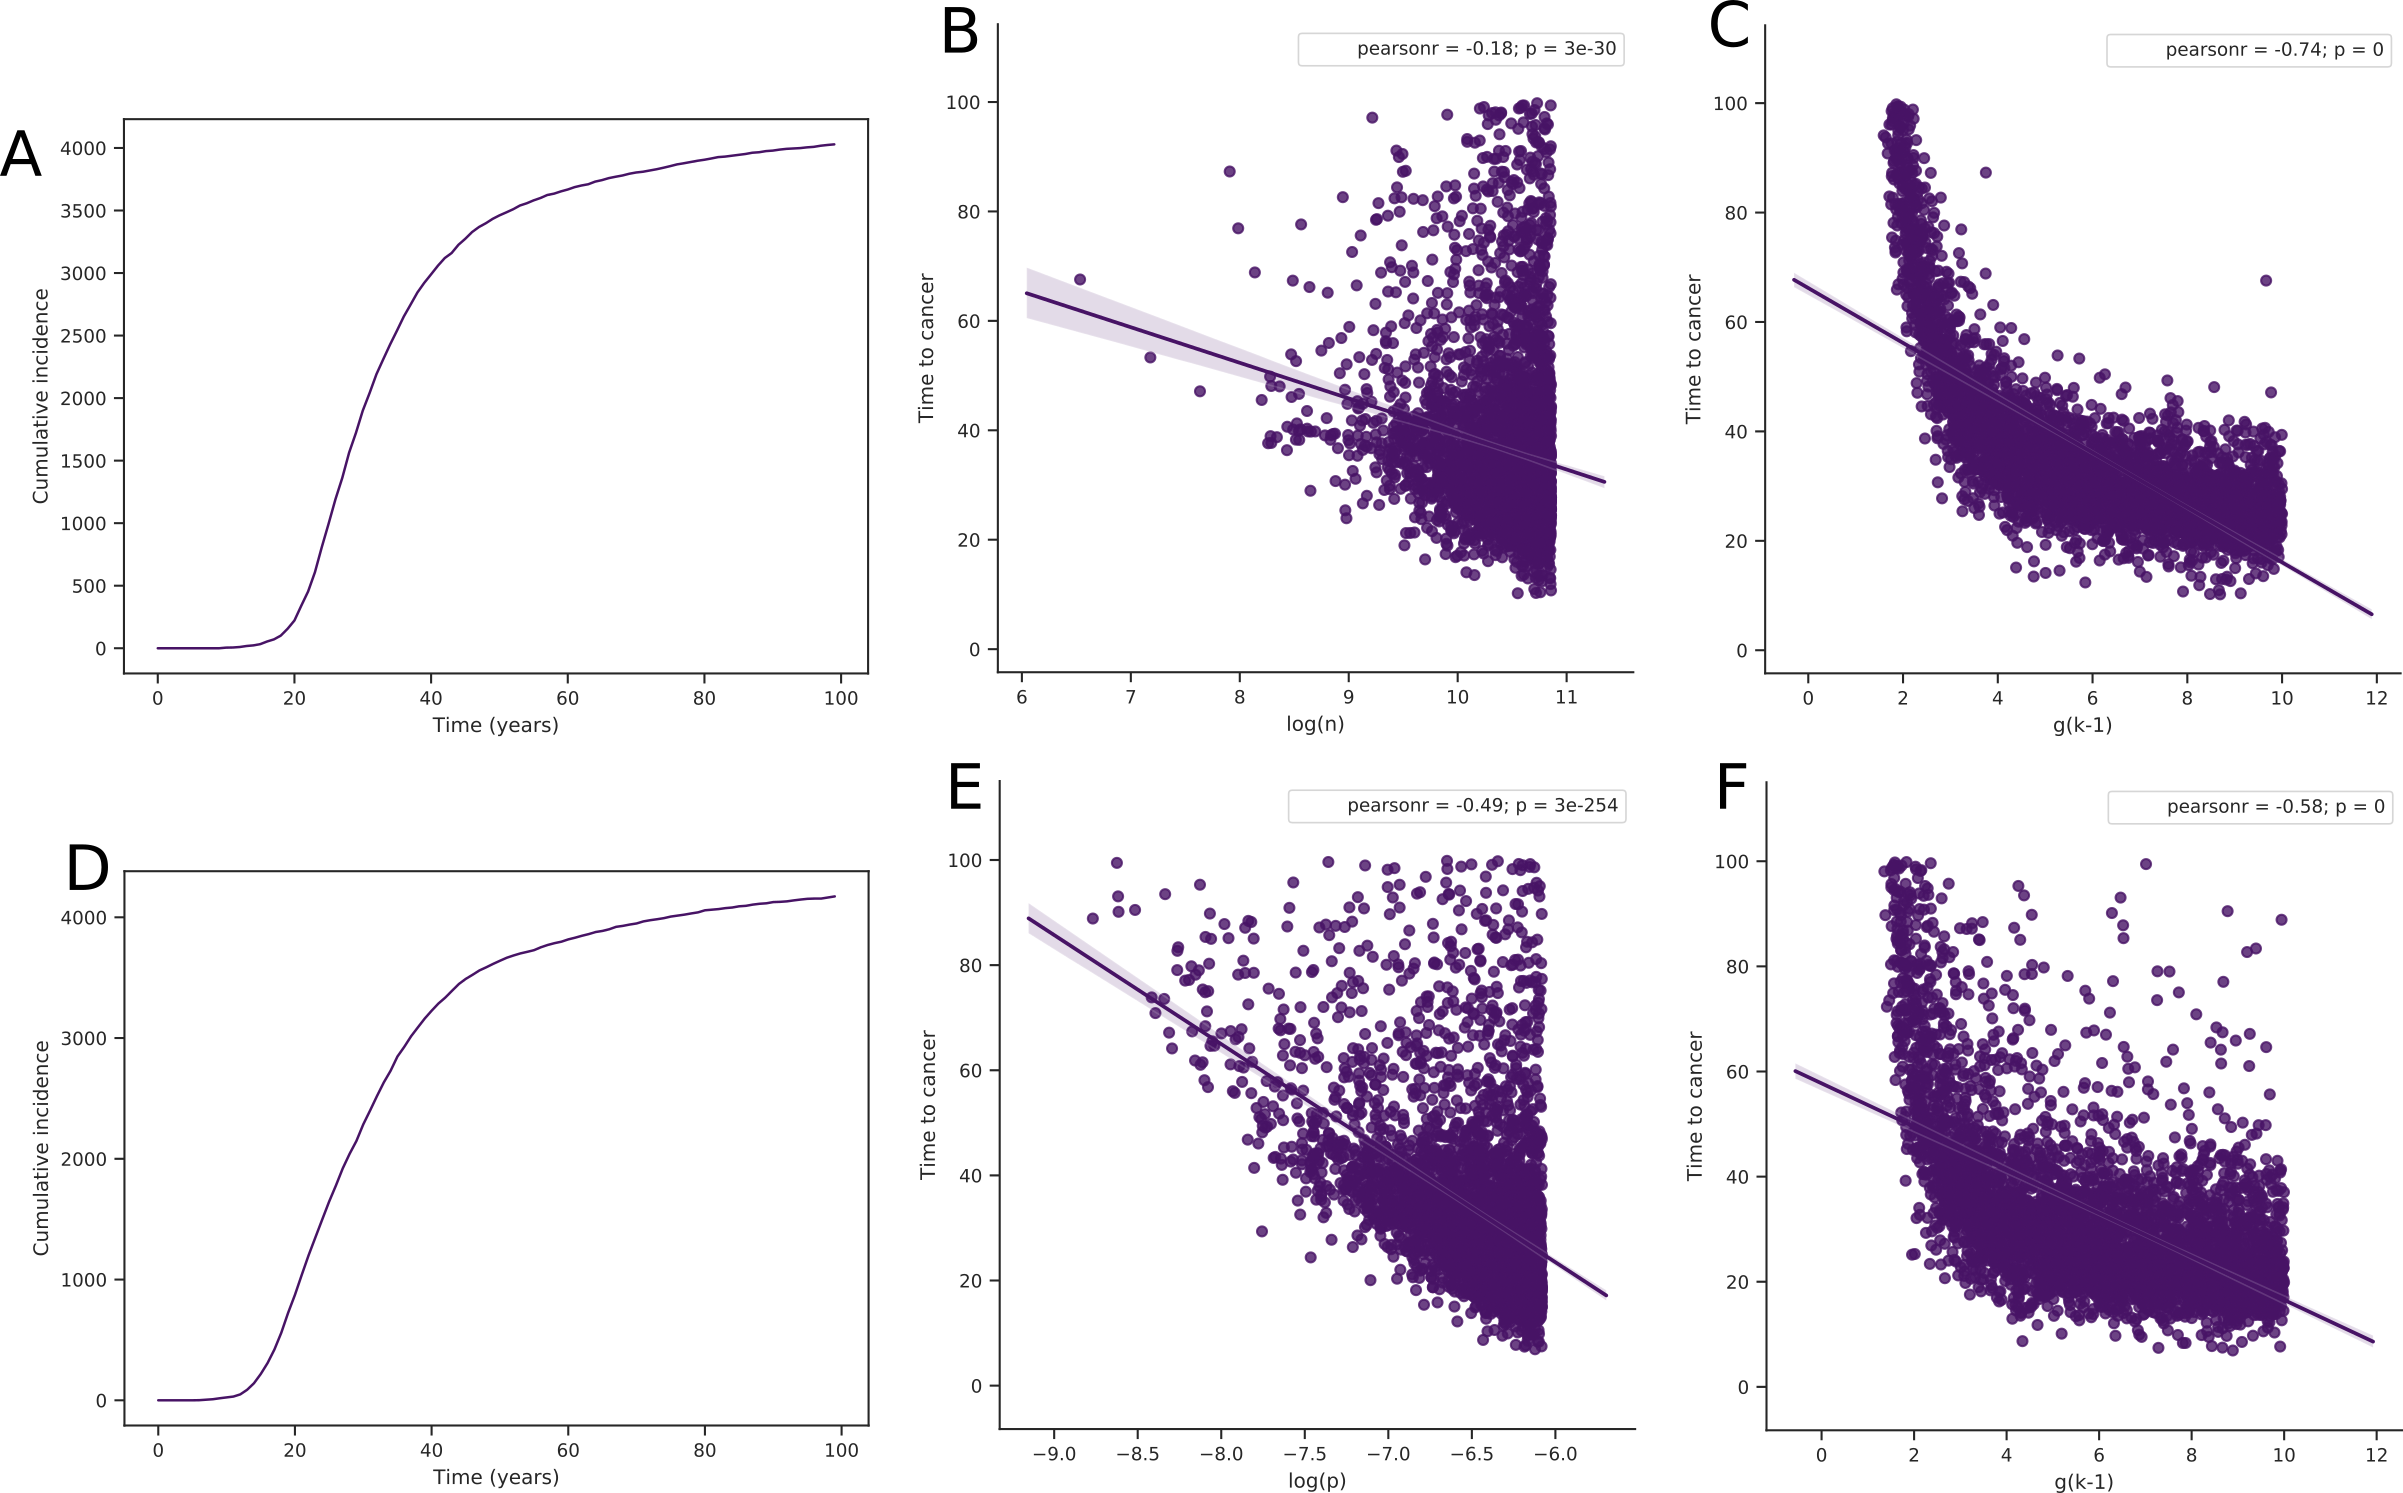 A
Cumulative incidence
4000
3500
3000
2500
2000
1500
1000
500
0
0 20 40 60 80 100
Time (years)
B
pearsonr = -0.18; p = 3e-30
Time to cancer
100
80
60
40
20
0
6 7 8 9 10 11
log(n)
C
pearsonr = -0.74; p = 0
Time to cancer
100
80
60
40
20
0
0 2 4 6 8 10 12
g(k-1)
D
Cumulative incidence
4000
3000
2000
1000
0
0 20 40 60 80 100
Time (years)
E
pearsonr = -0.49; p = 3e-254
Time to cancer
100
80
60
40
20
0
−9.0 −8.5 −8.0 −7.5 −7.0 −6.5 −6.0
log(p)
F
pearsonr = -0.58; p = 0
Time to cancer
100
80
60
40
20
0
0 2 4 6 8 10 12
g(k-1)